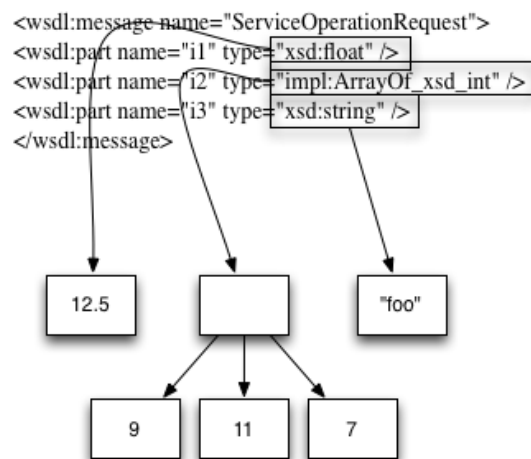 <wsdl:message name="ServiceOperationRequest">
<wsdl:part name="i1" type="xsd:float" />
<wsdl:part name="i2" type="impl:ArrayOf_xsd_int" />
<wsdl:part name="i3" type="xsd:string" />
</wsdl:message>
12.5
"foo"
9
11
7